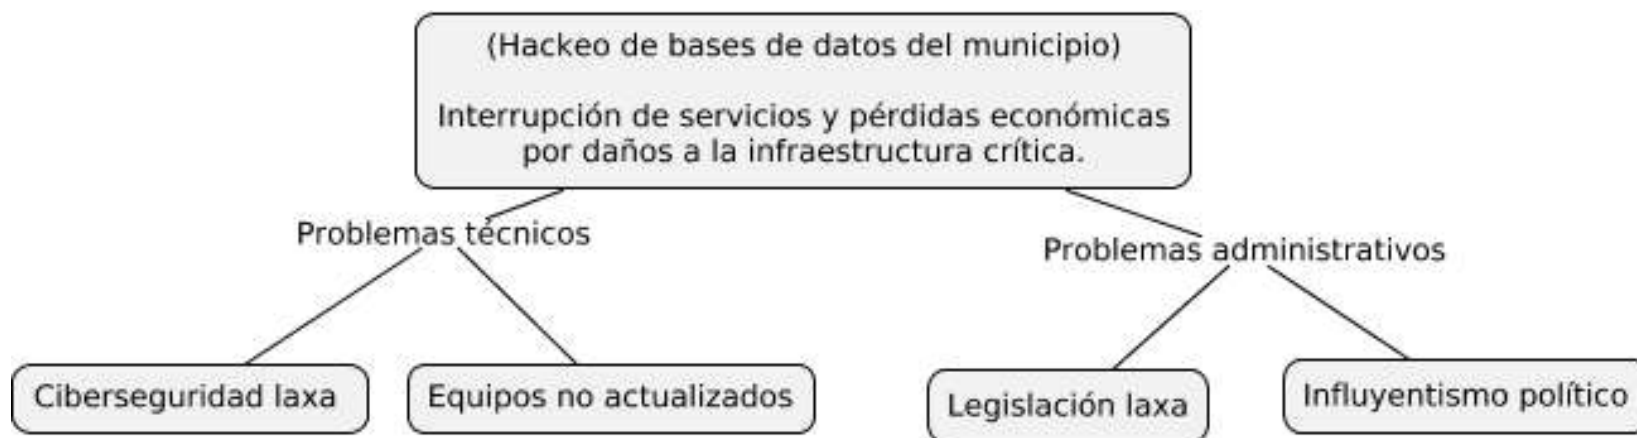 (Hackeo de bases de datos del municipio)
Interrupción de servicios y pérdidas económicas
por daños a la infraestructura crítica.
Problemas técnicos
Problemas administrativos
Ciberseguridad laxa
Equipos no actualizados
Legislación laxa
Influyentismo político